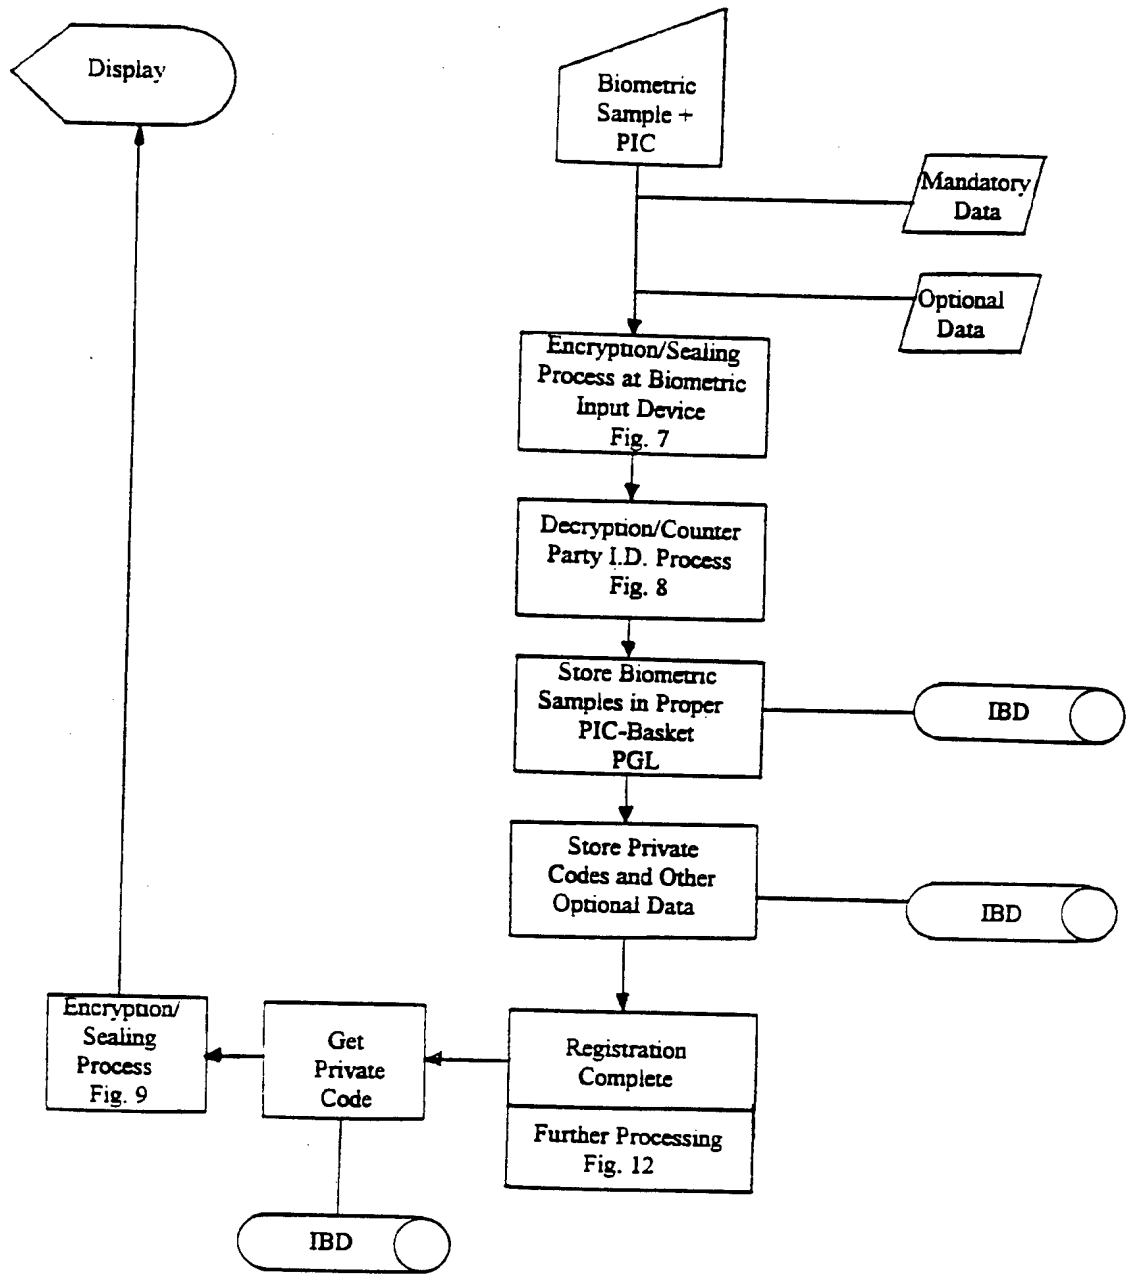 Display
Biometric
Sample +
PIC
Mandatory
Data
Optional
Data
Encryption/Sealing
Process at Biometric
Input Device
Fig. 7
Decryption/Counter
Party I.D. Process
Fig. 8
Store Biometric
Samples in Proper
PIC-Basket
PGL
IBD
Store Private
Codes and Other
Optional Data
IBD
Registration
Complete
Further Processing
Fig. 12
Get
Private
Code
IBD
Encryption/
Sealing
Process
Fig. 9